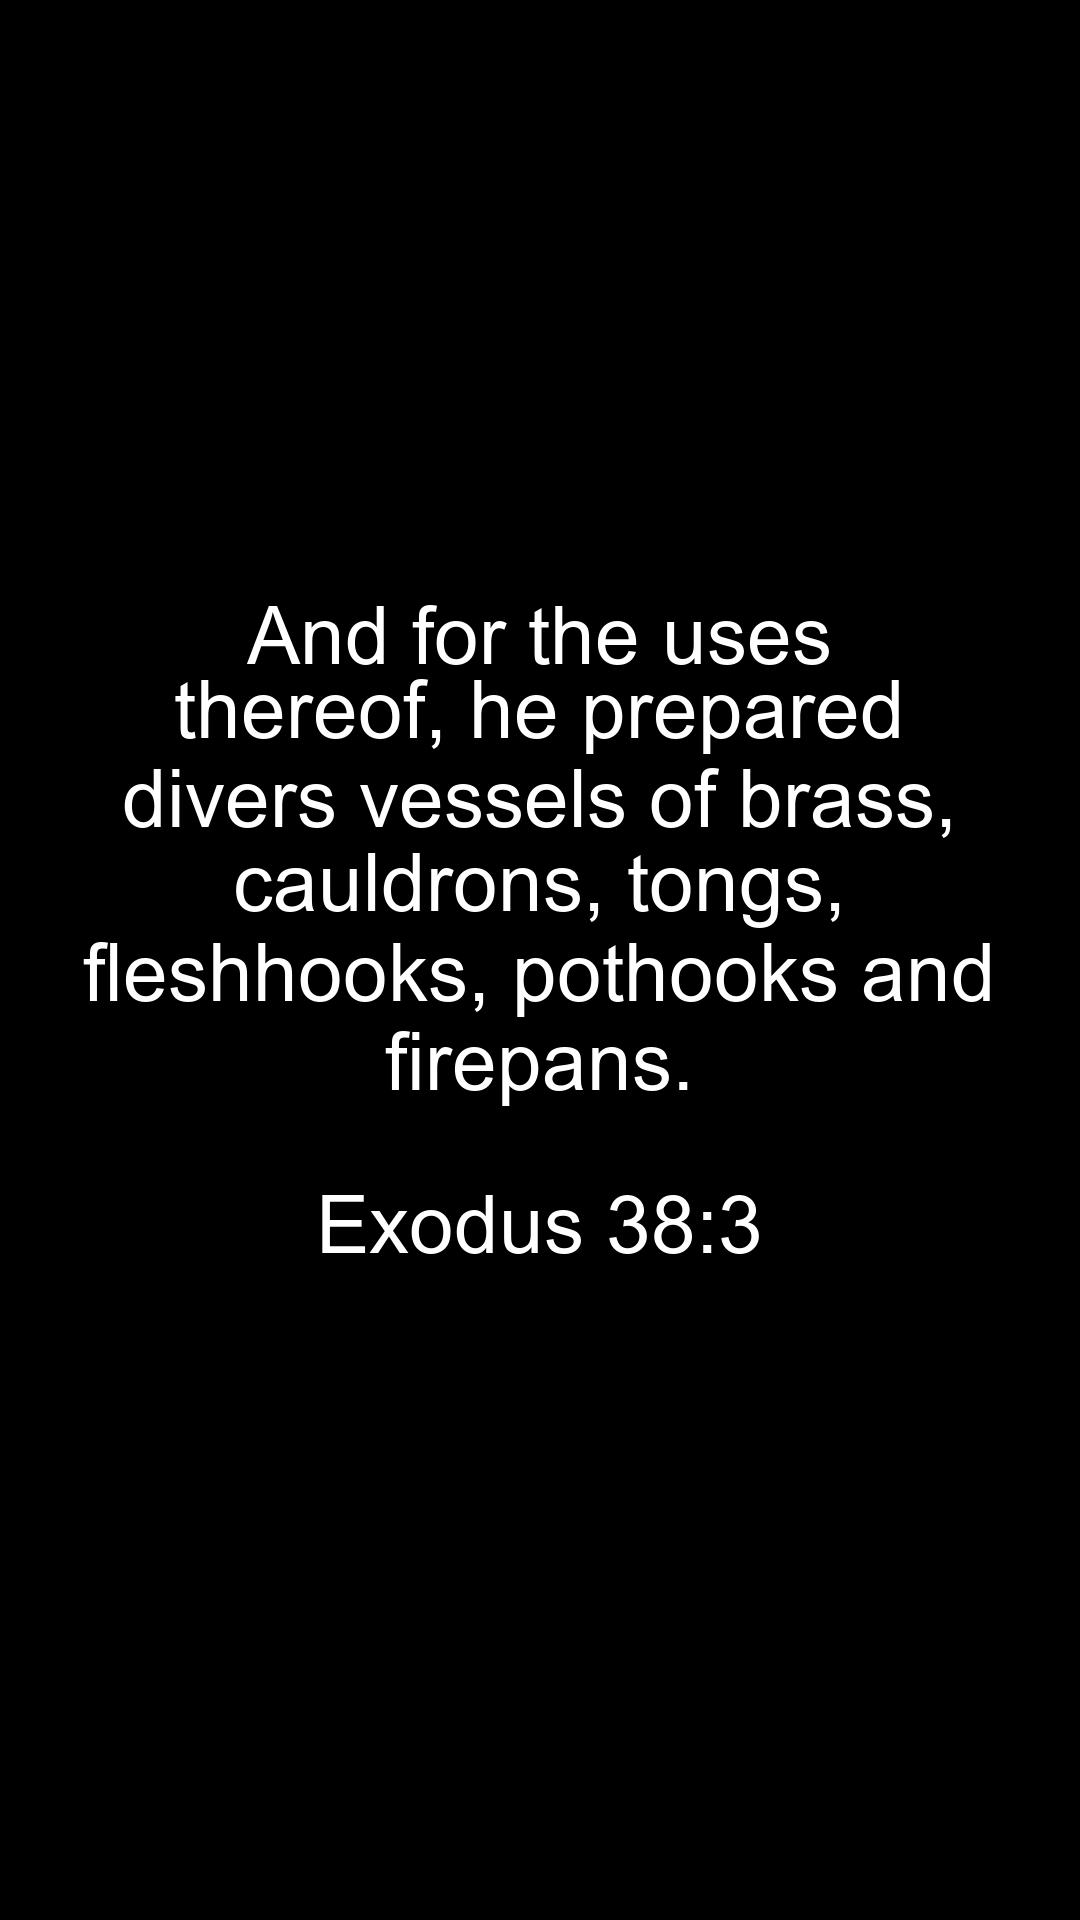 And for the uses
thereof, he prepared
divers vessels of brass,
cauldrons, tongs,
fleshhooks, pothooks and
firepans.
Exodus 38:3